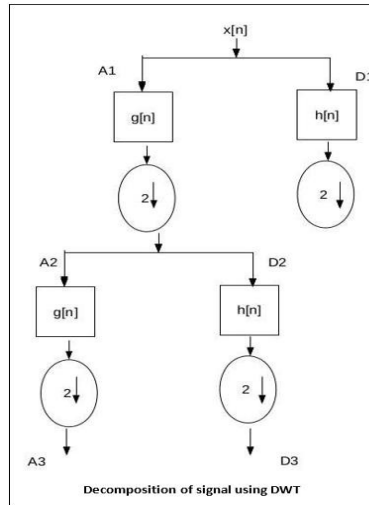 x[n]
A1
D1
g[n]
h[n]
2
2
A2
D2
g[n]
h[n]
2
2
A3
D3
Decomposition of signal using DWT